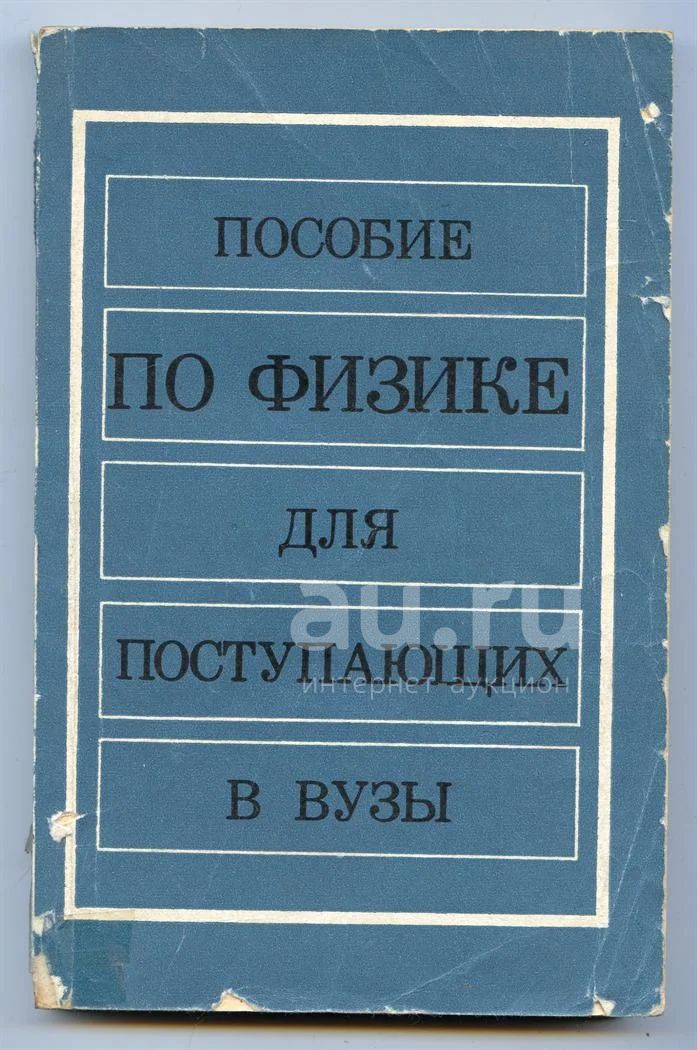 ПОСОБИЕ
ПО ФИЗИКЕ
ДЛЯ
au.ru
ПОСТУПАЮЩИХ
интернет аукцион
В ВУЗЫ